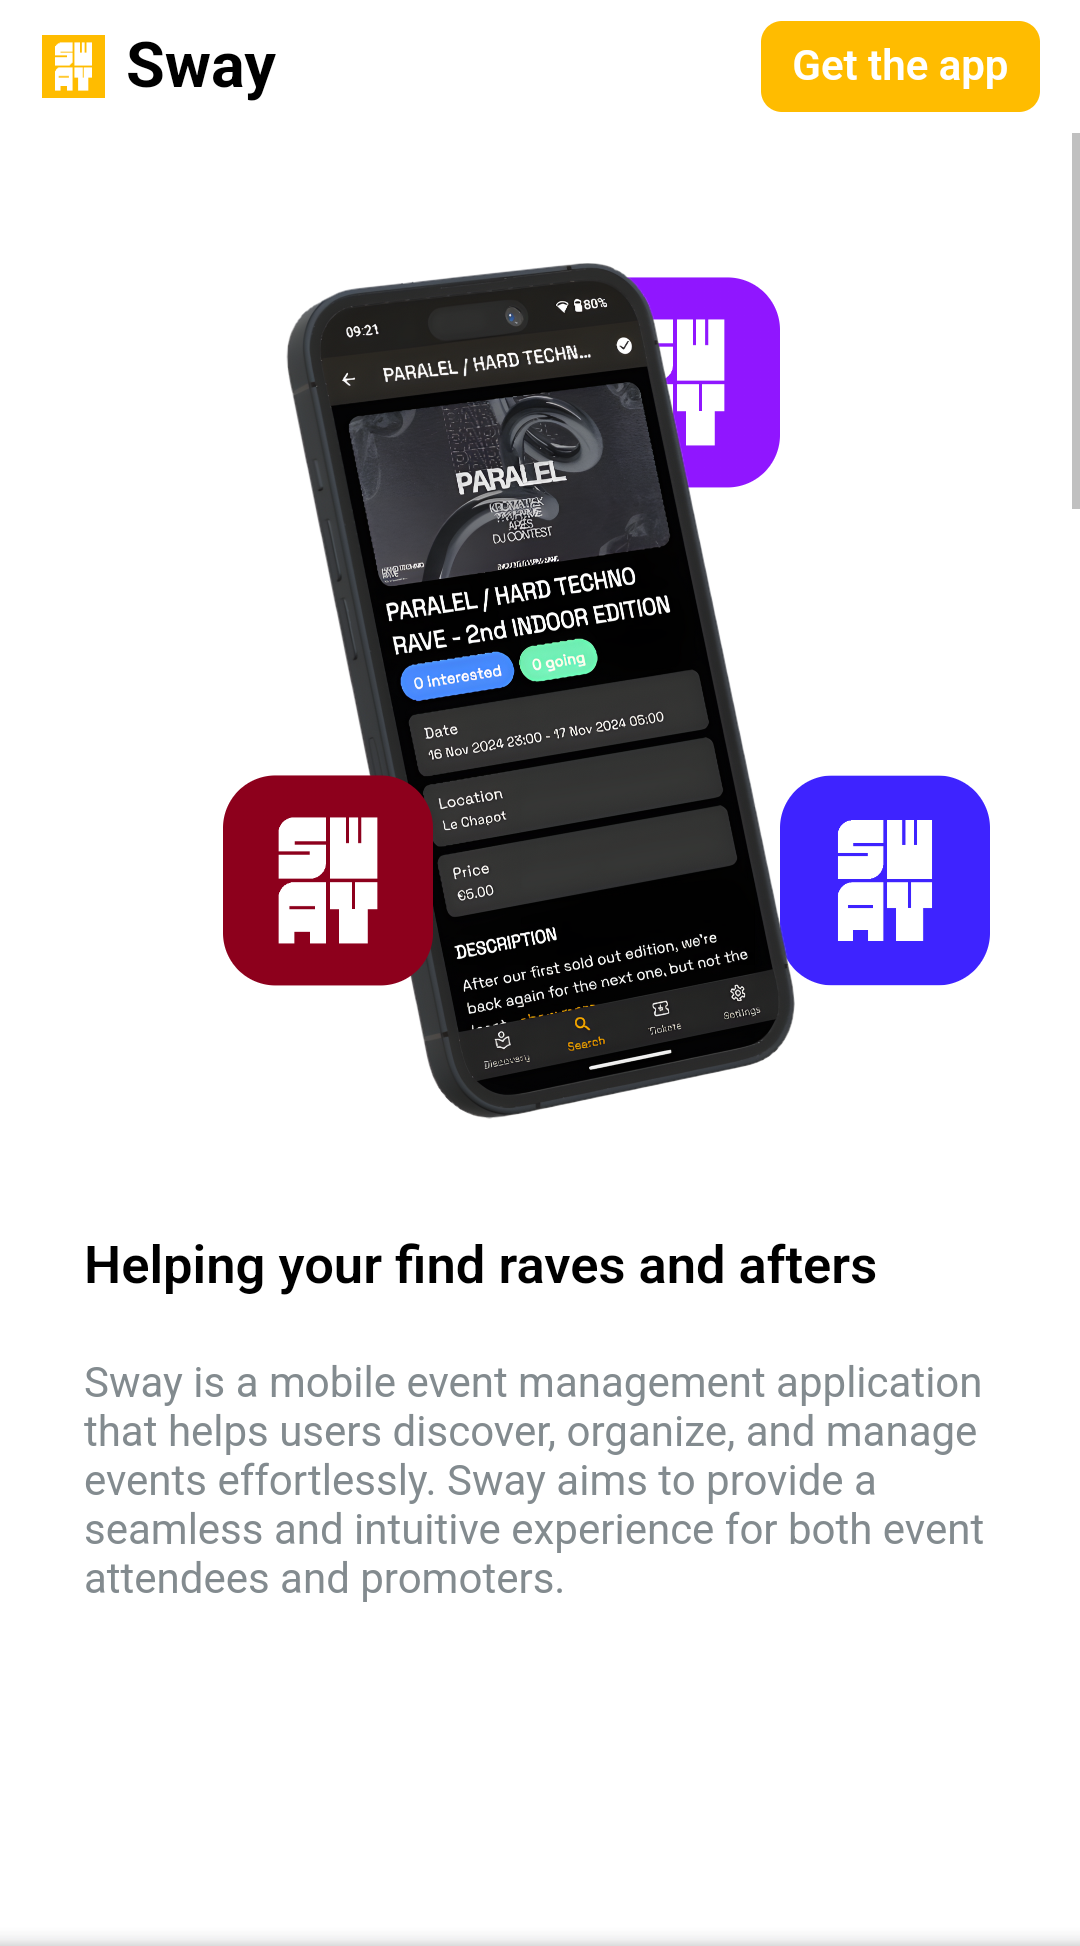 SWAY
Sway
Get the app
09:21
80%
PARALEL / HARD TECHN...
PARALEL
DJ CONTEST
PARALEL / HARD TECHNO
RAVE - 2nd INDOOR EDITION
0 interested
0 going
Date
16 Nov 2024 23:00 - 17 Nov 2024 05:00
Location
Le Chapot
Price
€5.00
DESCRIPTION
After our first sold out edition, we're
back again for the next one, but not the
Discovery
Search
Tickets
Settings
SWAY
SWAY
Helping your find raves and afters
Sway is a mobile event management application
that helps users discover, organize, and manage
events effortlessly. Sway aims to provide a
seamless and intuitive experience for both event
attendees and promoters.